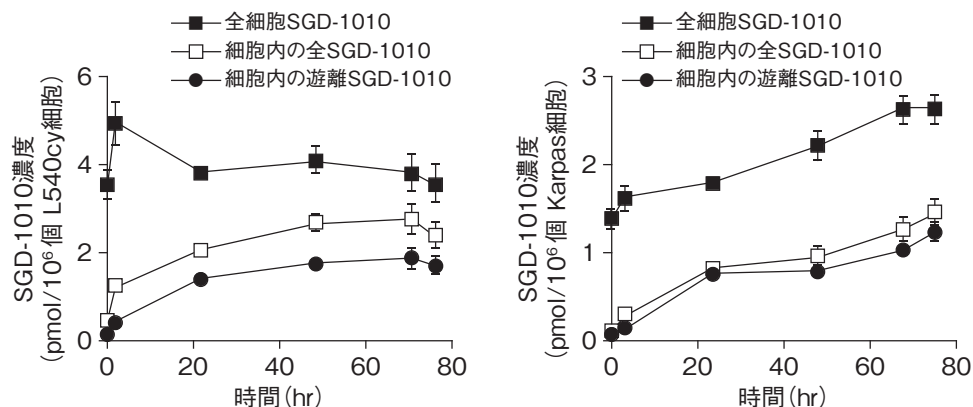 全細胞SGD-1010
細胞内の全SGD-1010
細胞内の遊離SGD-1010
SGD-1010濃度
(pmol/10⁶個 L540cy細胞)
6
4
2
0
0
20
40
60
80
時間(hr)
全細胞SGD-1010
細胞内の全SGD-1010
細胞内の遊離SGD-1010
SGD-1010濃度
(pmol/10⁶個 Karpas細胞)
3
2
1
0
0
20
40
60
80
時間(hr)